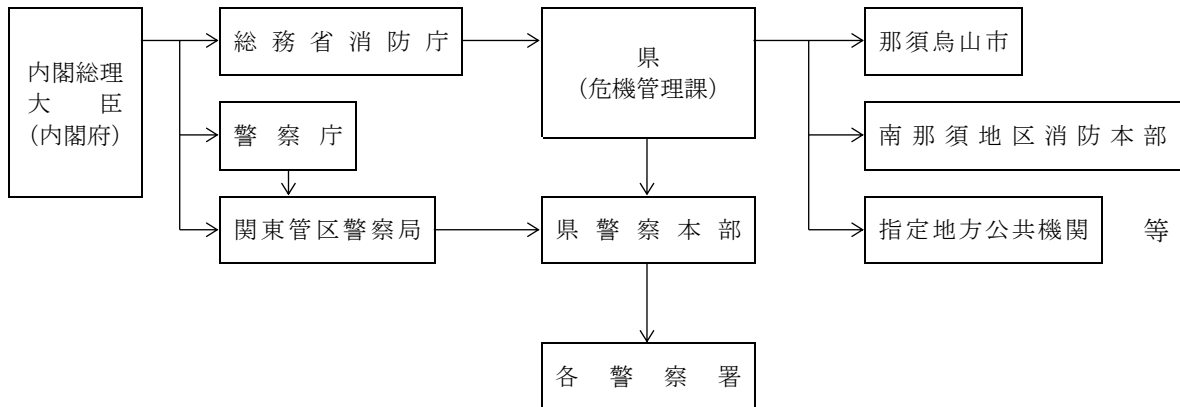 内閣総理
大臣
(内閣府)
総務省消防庁
警察庁
関東管区警察局
県
(危機管理課)
県警察本部
各警察署
那須烏山市
南那須地区消防本部
指定地方公共機関 等